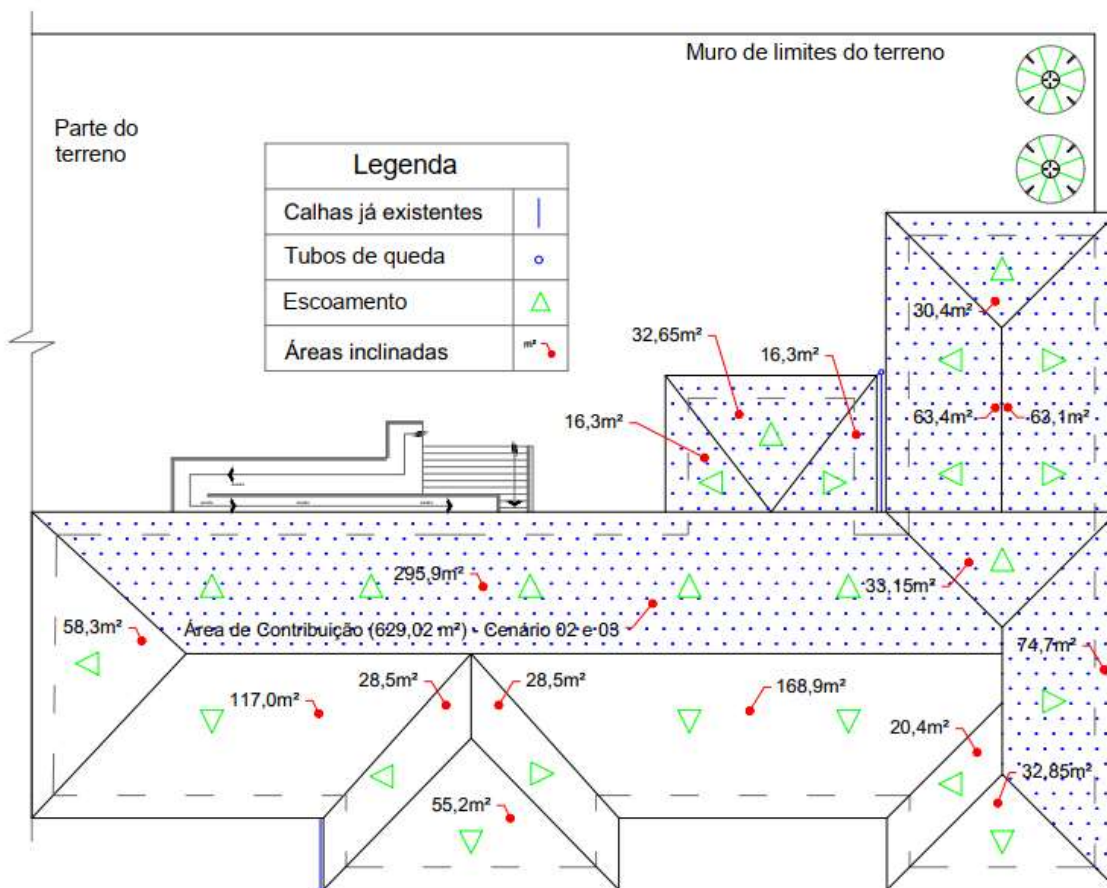 Muro de limites do terreno
Parte do
terreno
Legenda
Calhas já existentes
Tubos de queda
Escoamento
Áreas inclinadas
m²
30,4m²
32,65m²
16,3m²
16,3m²
63,4m²
63,1m²
295,9m²
33,15m²
Área de Contribuição (629,02 m²) - Cenário 02 e 03
58,3m²
74,7m²
117,0m²
28,5m²
28,5m²
168,9m²
20,4m²
32,85m²
55,2m²